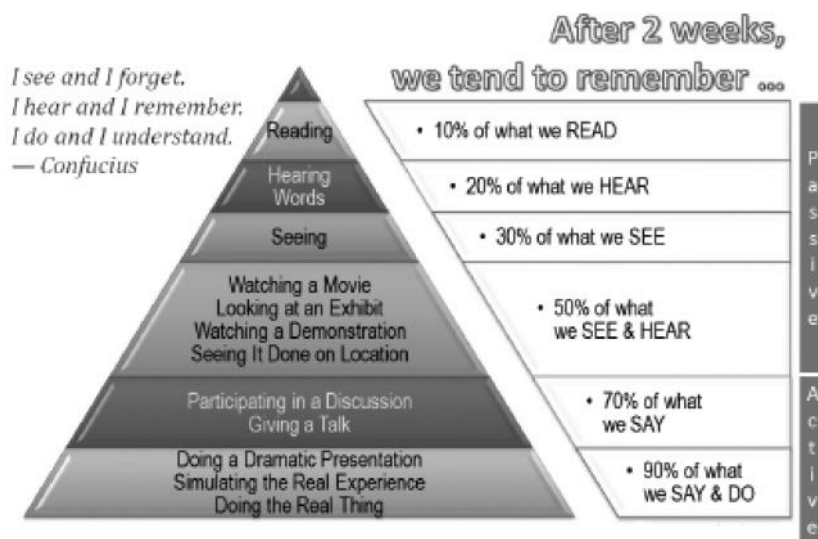 After 2 weeks,
we tend to remember ...
I see and I forget.
I hear and I remember.
I do and I understand.
— Confucius
Reading
Hearing
Words
Seeing
Watching a Movie
Looking at an Exhibit
Watching a Demonstration
Seeing It Done on Location
Participating in a Discussion
Giving a Talk
Doing a Dramatic Presentation
Simulating the Real Experience
Doing the Real Thing
• 10% of what we READ
• 20% of what we HEAR
• 30% of what we SEE
• 50% of what
we SEE & HEAR
• 70% of what
we SAY
• 90% of what
we SAY & DO
Passive
Active